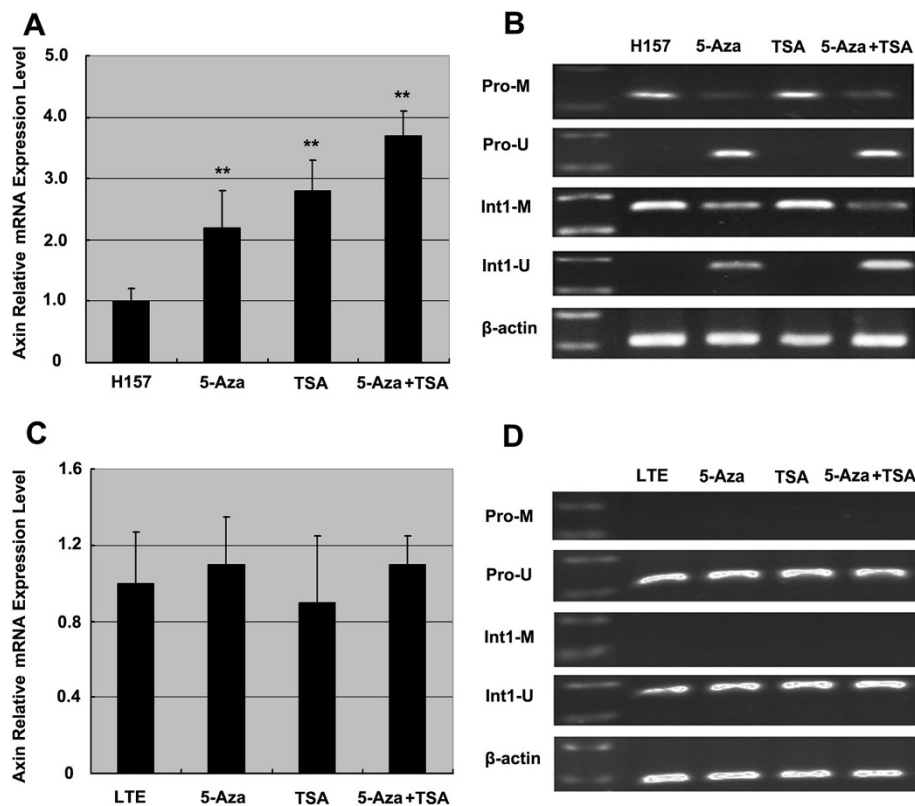 A
Axin Relative mRNA Expression Level
5.0
4.0
3.0
2.0
1.0
0
**
**
**
H157 5-Aza TSA 5-Aza+TSA
B
H157 5-Aza TSA 5-Aza+TSA
Pro-M
Pro-U
Int1-M
Int1-U
β-actin
C
Axin Relative mRNA Expression Level
1.6
1.2
0.8
0.4
0
LTE 5-Aza TSA 5-Aza+TSA
D
LTE 5-Aza TSA 5-Aza+TSA
Pro-M
Pro-U
Int1-M
Int1-U
β-actin